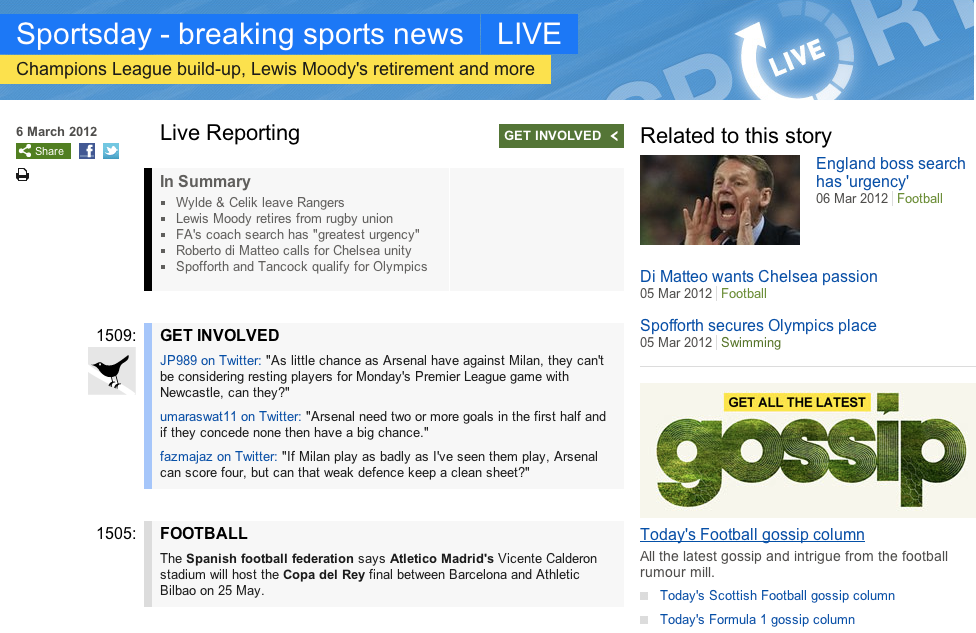 Sportsday - breaking sports news LIVE
Champions League build-up, Lewis Moody's retirement and more
SPORT
LIVE
6 March 2012
Share
Live Reporting
GET INVOLVED <
In Summary
Wylde & Celik leave Rangers
Lewis Moody retires from rugby union
FA's coach search has "greatest urgency"
Roberto di Matteo calls for Chelsea unity
Spofforth and Tancock qualify for Olympics
1509:
GET INVOLVED
JP989 on Twitter: "As little chance as Arsenal have against Milan, they can't
be considering resting players for Monday's Premier League game with
Newcastle, can they?"
umaraswat11 on Twitter: "Arsenal need two or more goals in the first half and
if they concede none then have a big chance."
fazmajaz on Twitter: "If Milan play as badly as I've seen them play, Arsenal
can score four, but can that weak defence keep a clean sheet?"
1505:
FOOTBALL
The Spanish football federation says Atletico Madrid's Vicente Calderon
stadium will host the Copa del Rey final between Barcelona and Athletic
Bilbao on 25 May.
Related to this story
England boss search
has 'urgency'
06 Mar 2012 Football
Di Matteo wants Chelsea passion
05 Mar 2012 Football
Spofforth secures Olympics place
05 Mar 2012 Swimming
GET ALL THE LATEST
gossip
Today's Football gossip column
All the latest gossip and intrigue from the football
rumour mill.
Today's Scottish Football gossip column
Today's Formula 1 gossip column